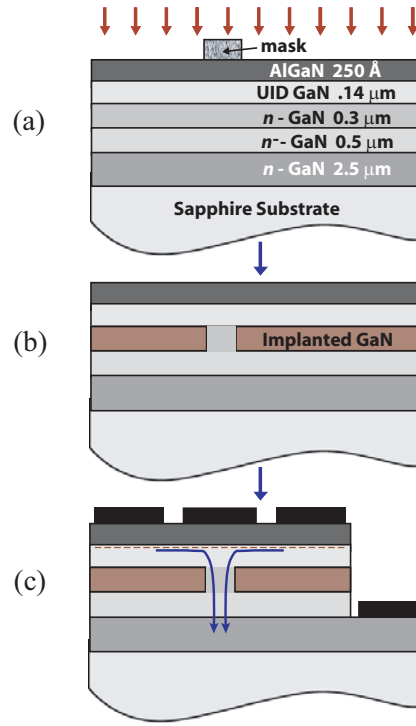 mask
AlGaN 250 Å
UID GaN .14 μm
(a)
n - GaN 0.3 μm
n⁻- GaN 0.5 μm
n - GaN 2.5 μm
Sapphire Substrate
(b)
Implanted GaN
(c)